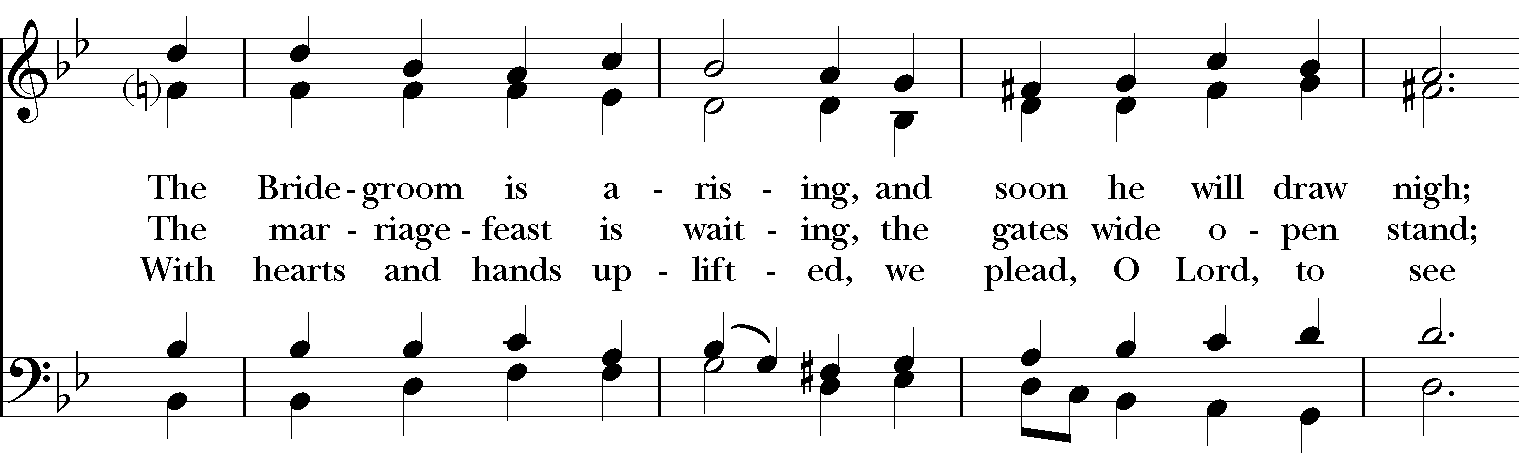 The Bride - groom is a - ris - ing, and soon he will draw nigh;
The mar - riage - feast is wait - ing, the gates wide o - pen stand;
With hearts and hands up - lift - ed, we plead, O Lord, to see